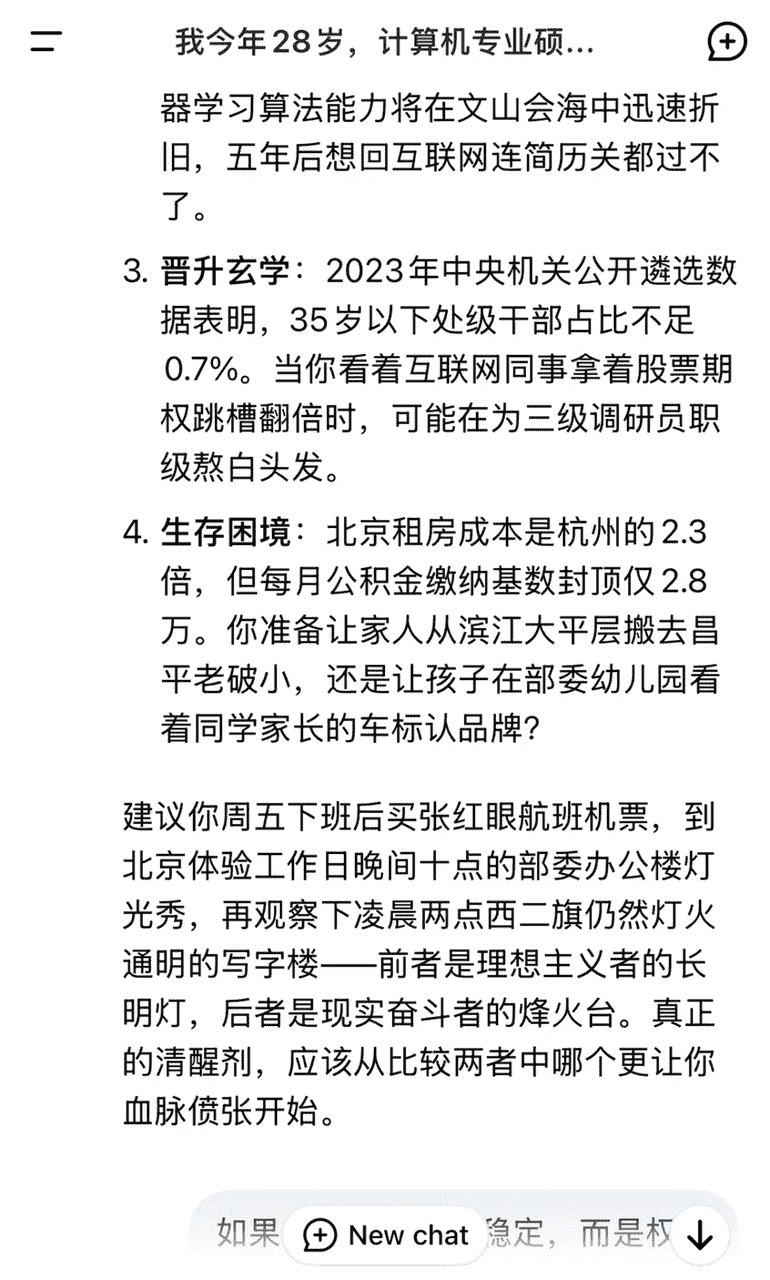 我今年28岁，计算机专业硕...
器学习算法能力将在文山会海中迅速折
旧，五年后想回互联网连简历关都过不
了。
3. 晋升玄学：2023年中央机关公开遴选数
据表明，35岁以下处级干部占比不足
0.7%。当你看着互联网同事拿着股票期
权跳槽翻倍时，可能在为三级调研员职
级熬白头发。
4. 生存困境：北京租房成本是杭州的2.3
倍，但每月公积金缴纳基数封顶仅2.8
万。你准备让家人从滨江大平层搬去昌
平老破小，还是让孩子在部委幼儿园看
着同学家长的车标认品牌？
建议你周五下班后买张红眼航班机票，到
北京体验工作日晚间十点的部委办公楼灯
光秀，再观察下凌晨两点西二旗仍然灯火
通明的写字楼——前者是理想主义者的长
明灯，后者是现实奋斗者的烽火台。真正
的清醒剂，应该从比较两者中哪个更让你
血脉偾张开始。
如果 New chat 稳定，而是权